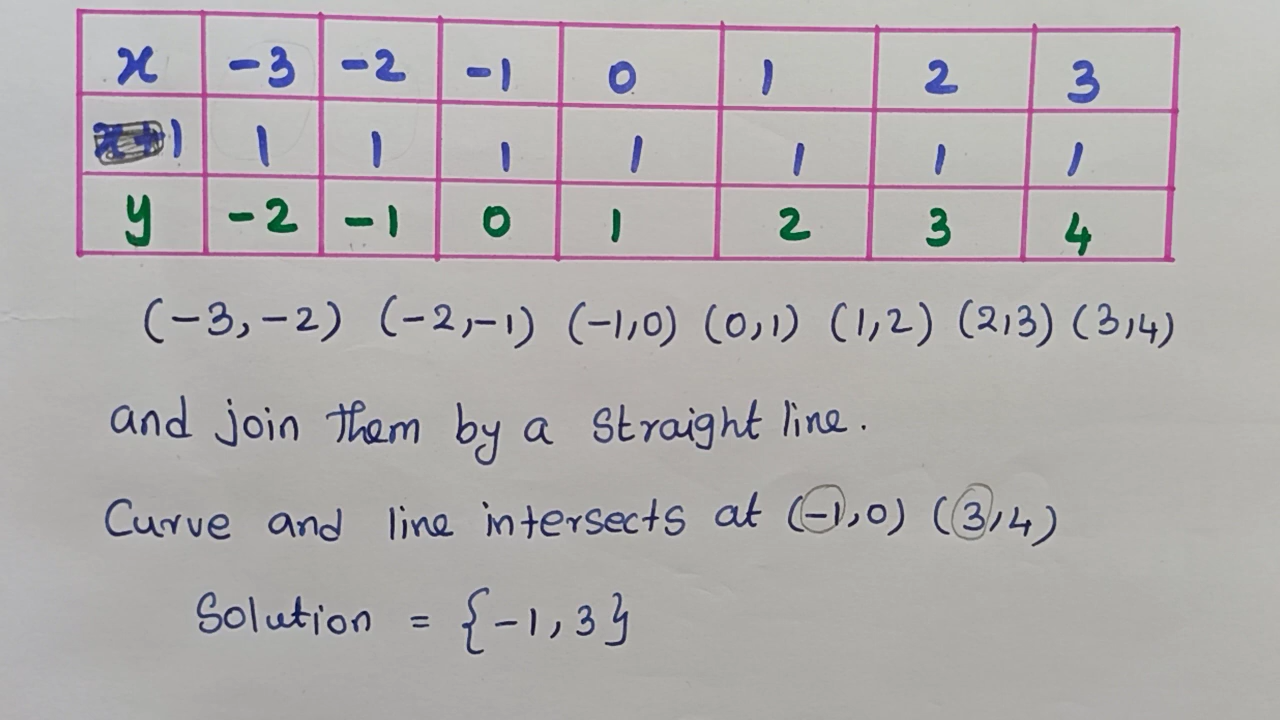 x -3 -2 -1 0 1 2 3
1 1 1 1 1 1 1 1
y -2 -1 0 1 2 3 4
(-3,-2) (-2,-1) (-1,0) (0,1) (1,2) (2,3) (3,4)
and join them by a straight line.
Curve and line intersects at (-1,0) (3,4)
Solution = {-1,3}